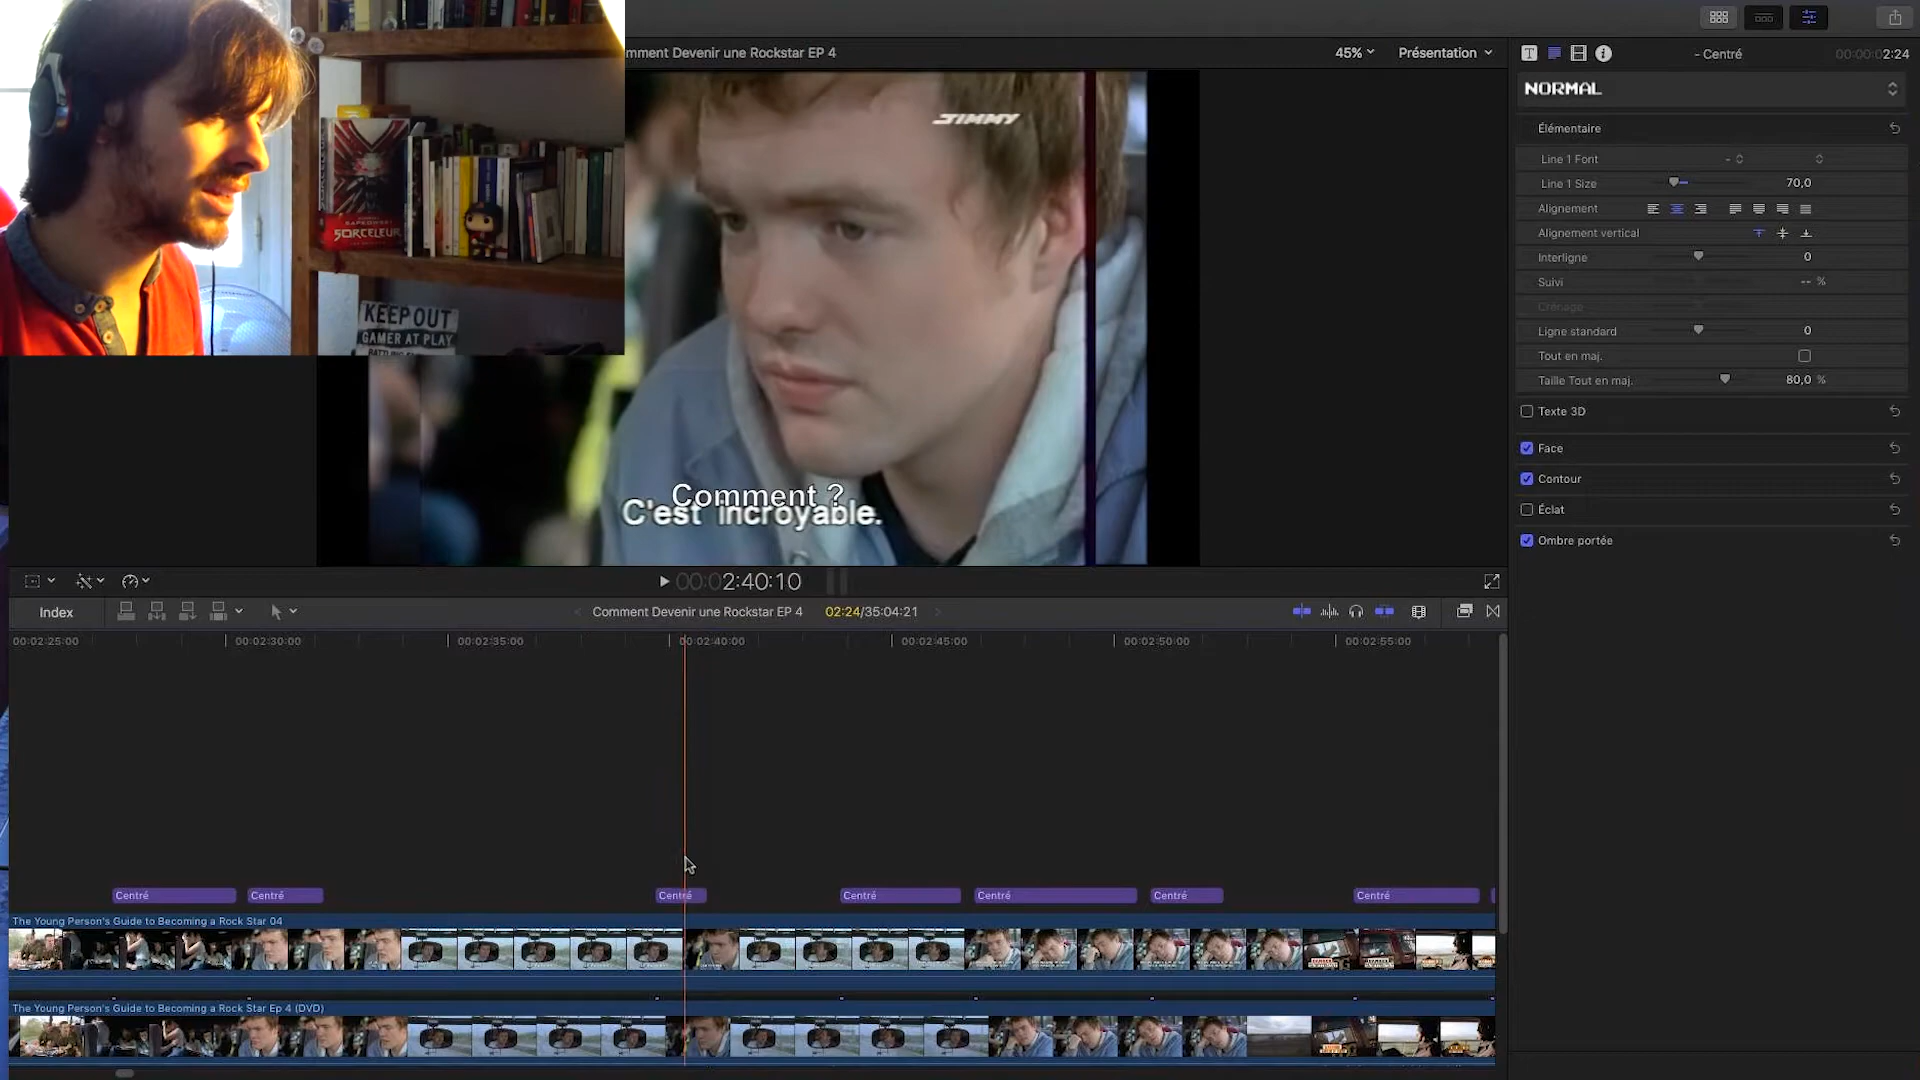 SORCELEUR
KEEP OUT
GAMER AT PLAY
mment Devenir une Rockstar EP 4
45%
Présentation
JIMMY
Comment ?
C'est incroyable.
- Centré
00:00:02:24
NORMAL
Élémentaire
Line 1 Font
-
Line 1 Size
70,0
Alignement
Alignement vertical
Interligne
0
Suivi
-- %
Crénage
Ligne standard
0
Tout en maj.
Taille Tout en maj.
80,0 %
Texte 3D
Face
Contour
Éclat
Ombre portée
00:02:40:10
Index
Comment Devenir une Rockstar EP 4
02:24/35:04:21
00:02:25:00
00:02:30:00
00:02:35:00
00:02:40:00
00:02:45:00
00:02:50:00
00:02:55:00
Centré
Centré
Centré
Centré
Centré
Centré
Centré
The Young Person's Guide to Becoming a Rock Star 04
The Young Person's Guide to Becoming a Rock Star Ep 4 (DVD)